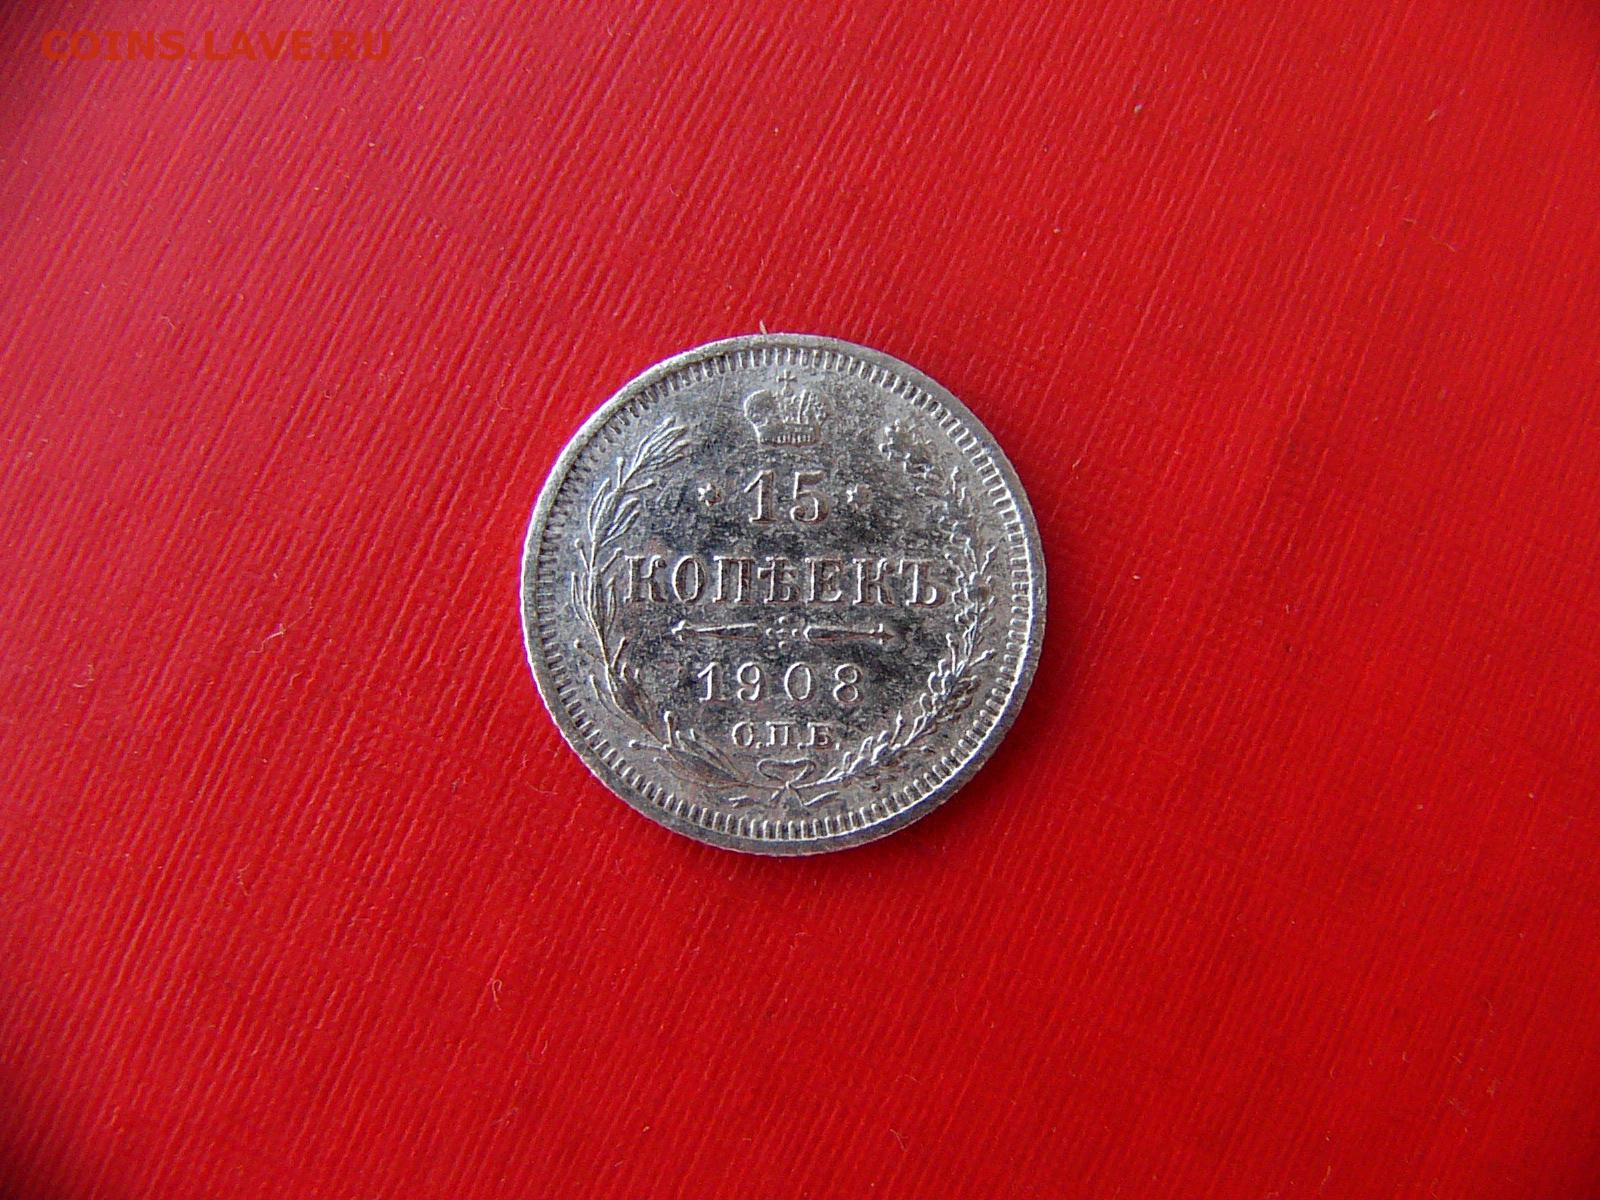 COINS.LAVE.RU
15
КОПѢЕКЪ
1908
С.П.Б.